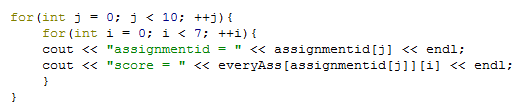 for(int j = 0; j < 10; ++j){
    for(int i = 0; i < 7; ++i){
    cout << "assignmentid = " << assignmentid[j] << endl;
    cout << "score = " << everyAss[assignmentid[j]][i] << endl;
    }
}